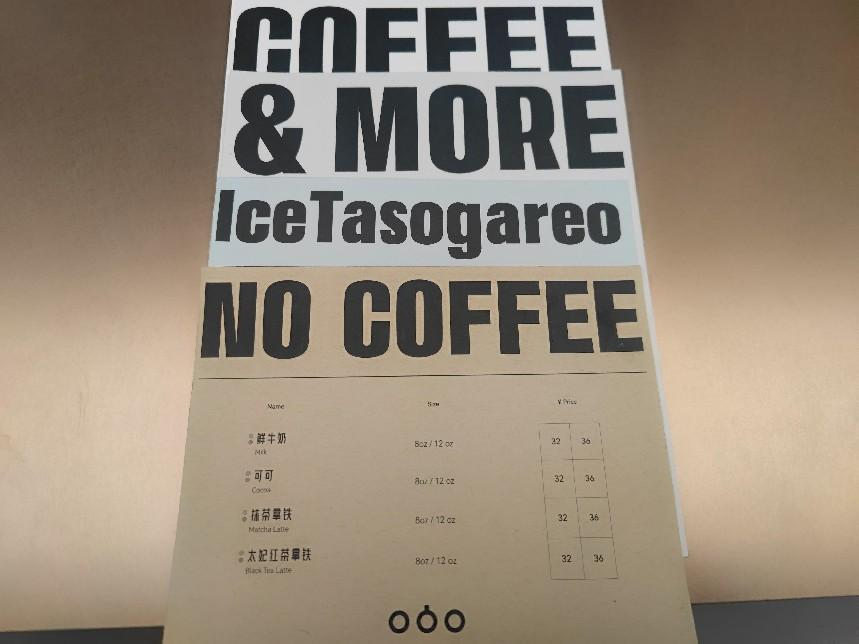 COFFEE
& MORE
IceTasogareo
NO COFFEE
Name Size ¥ Price
鲜牛奶 8oz / 12 oz 32 36
Milk
可可 8oz / 12 oz 32 36
Cocoa
抹茶拿铁 8oz / 12 oz 32 36
Matcha Latte
太妃红茶拿铁 8oz / 12 oz 32 36
Black Tea Latte